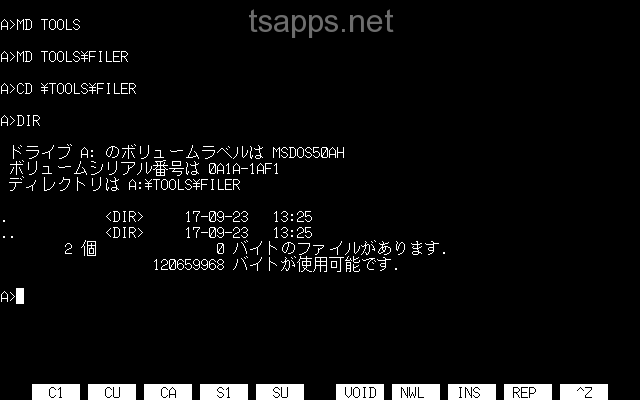 tsapps.net
A>MD TOOLS
A>MD TOOLS¥FILER
A>CD ¥TOOLS¥FILER
A>DIR
ドライブ A: のボリュームラベルは MSDOS50AH
ボリュームシリアル番号は 0A1A-1AF1
ディレクトリは A:¥TOOLS¥FILER
. <DIR> 17-09-23 13:25
.. <DIR> 17-09-23 13:25
2 個 0 バイトのファイルがあります.
120659968 バイトが使用可能です.
A>
C1 CU CA S1 SU VOID NWL INS REP ^Z